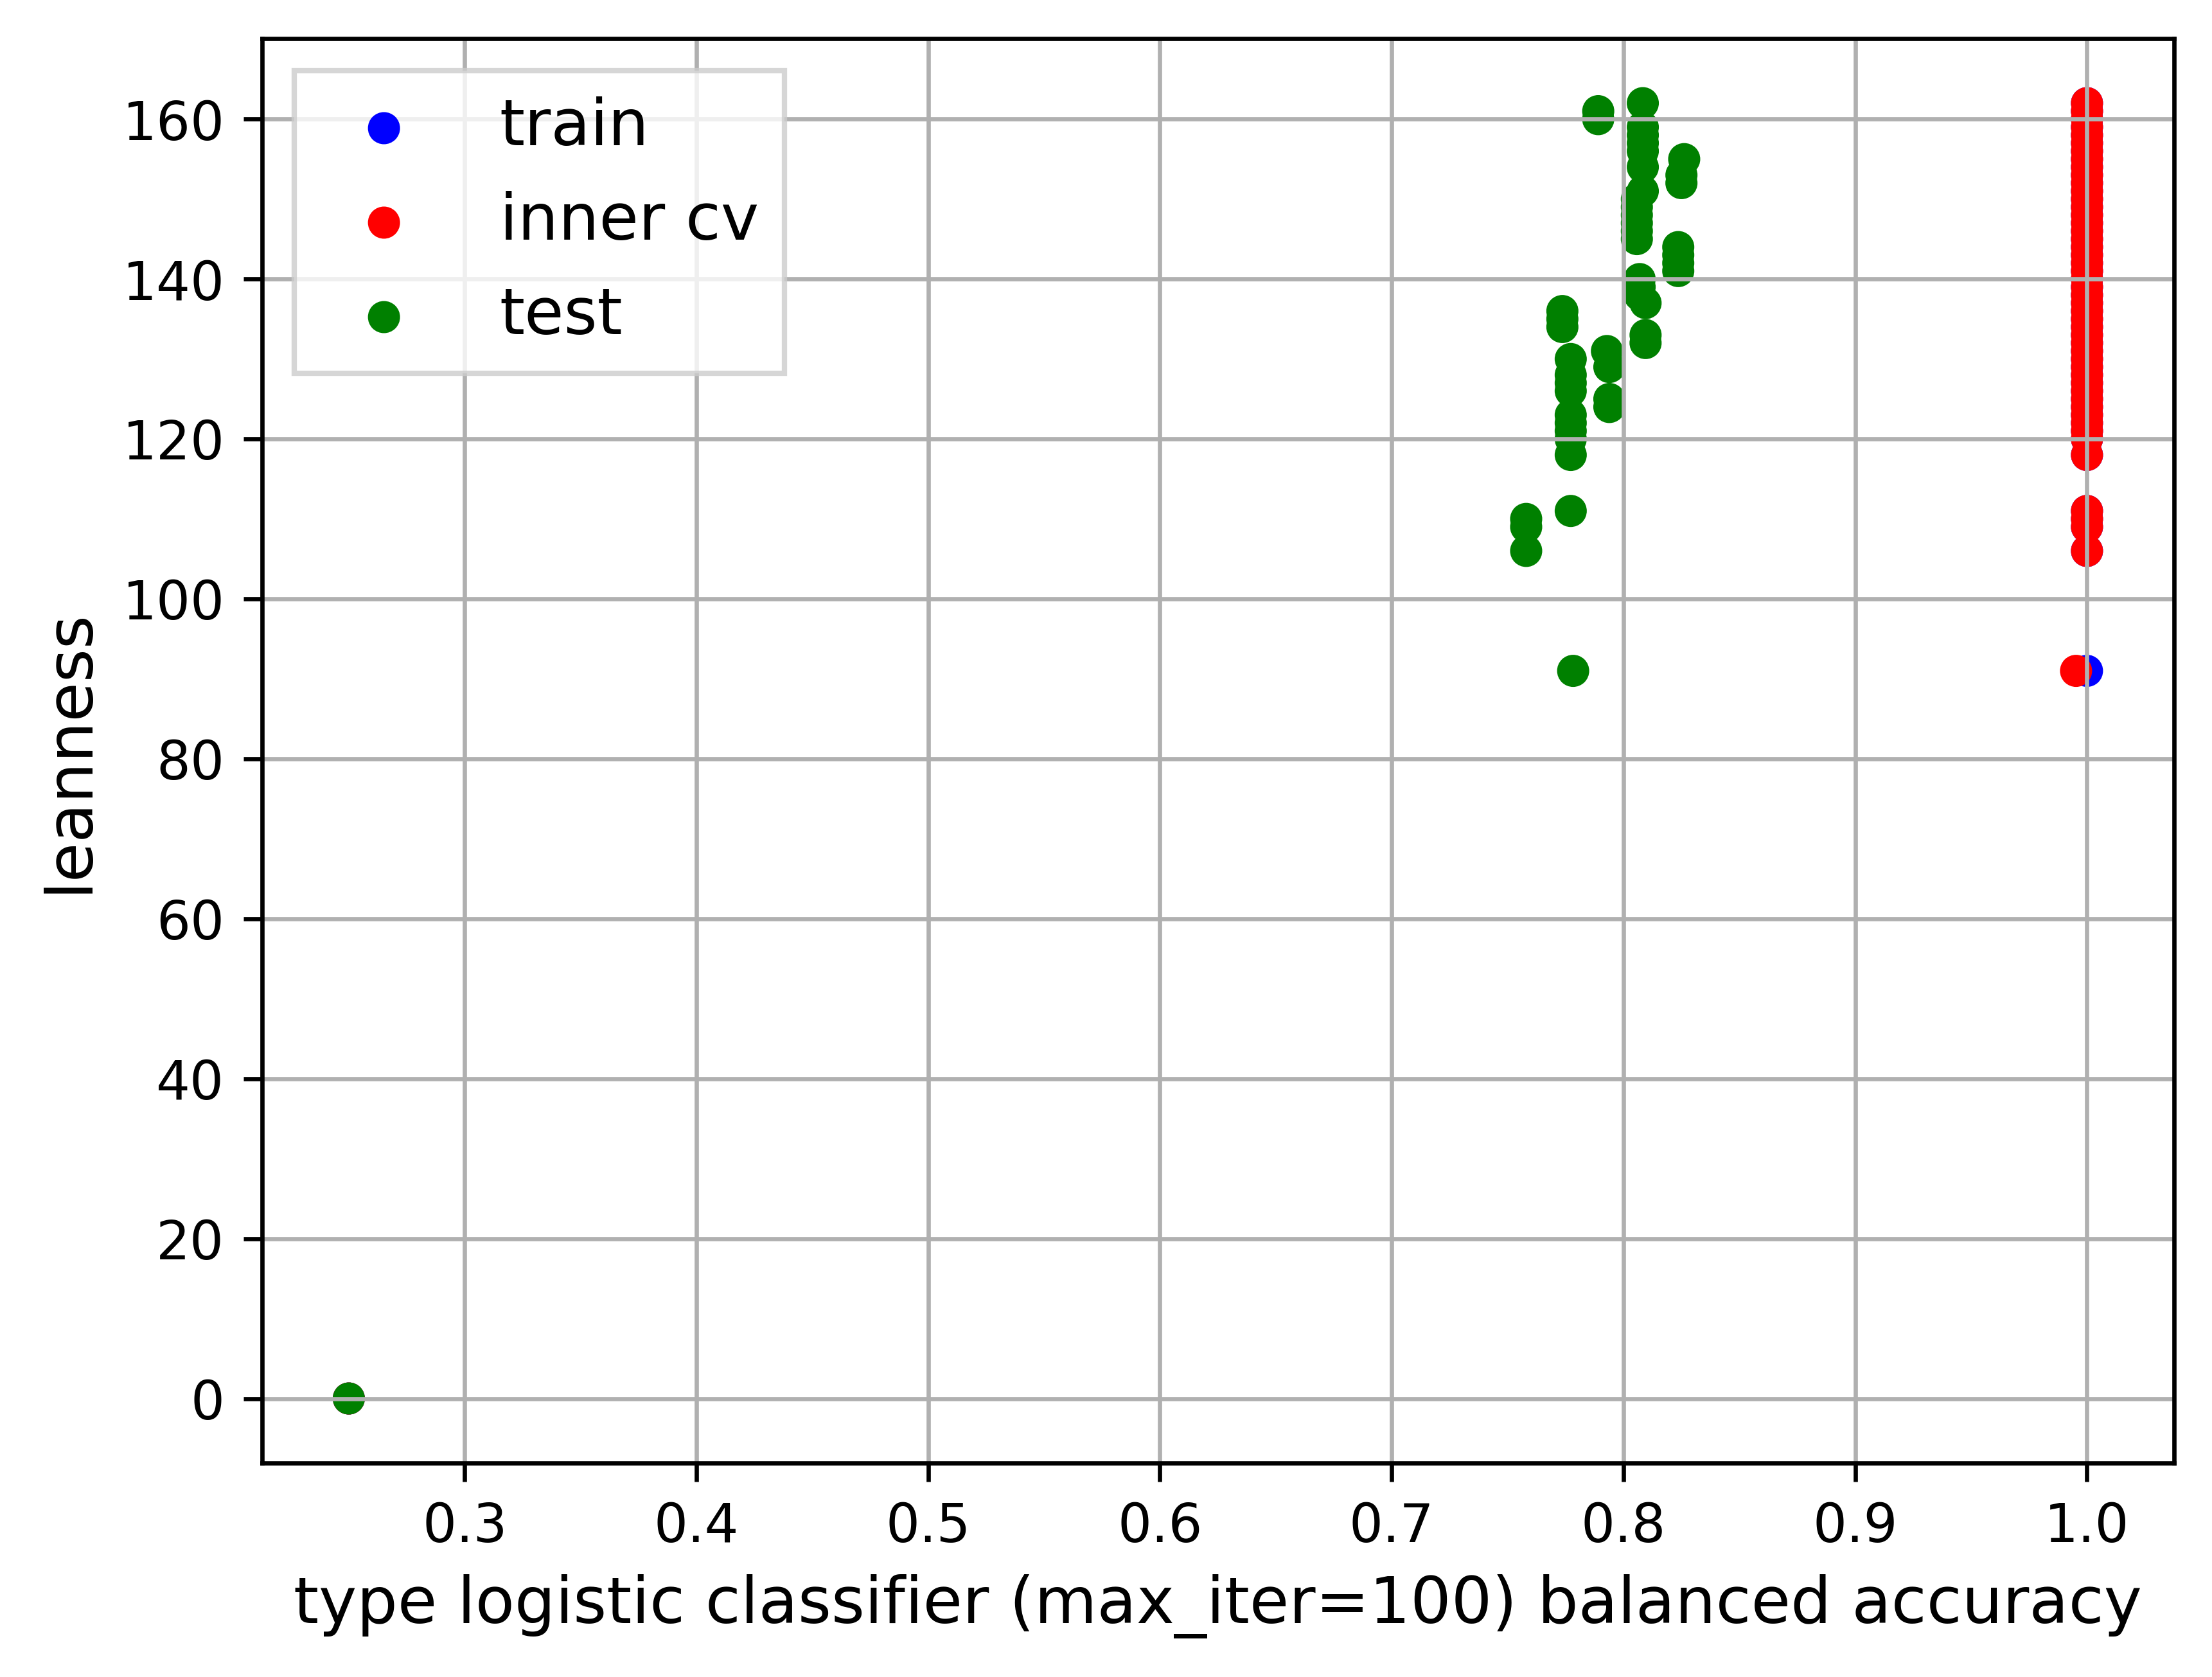 train
inner cv
test
160
140
120
100
80
60
40
20
0
leanness
0.3 0.4 0.5 0.6 0.7 0.8 0.9 1.0
type logistic classifier (max_iter=100) balanced accuracy